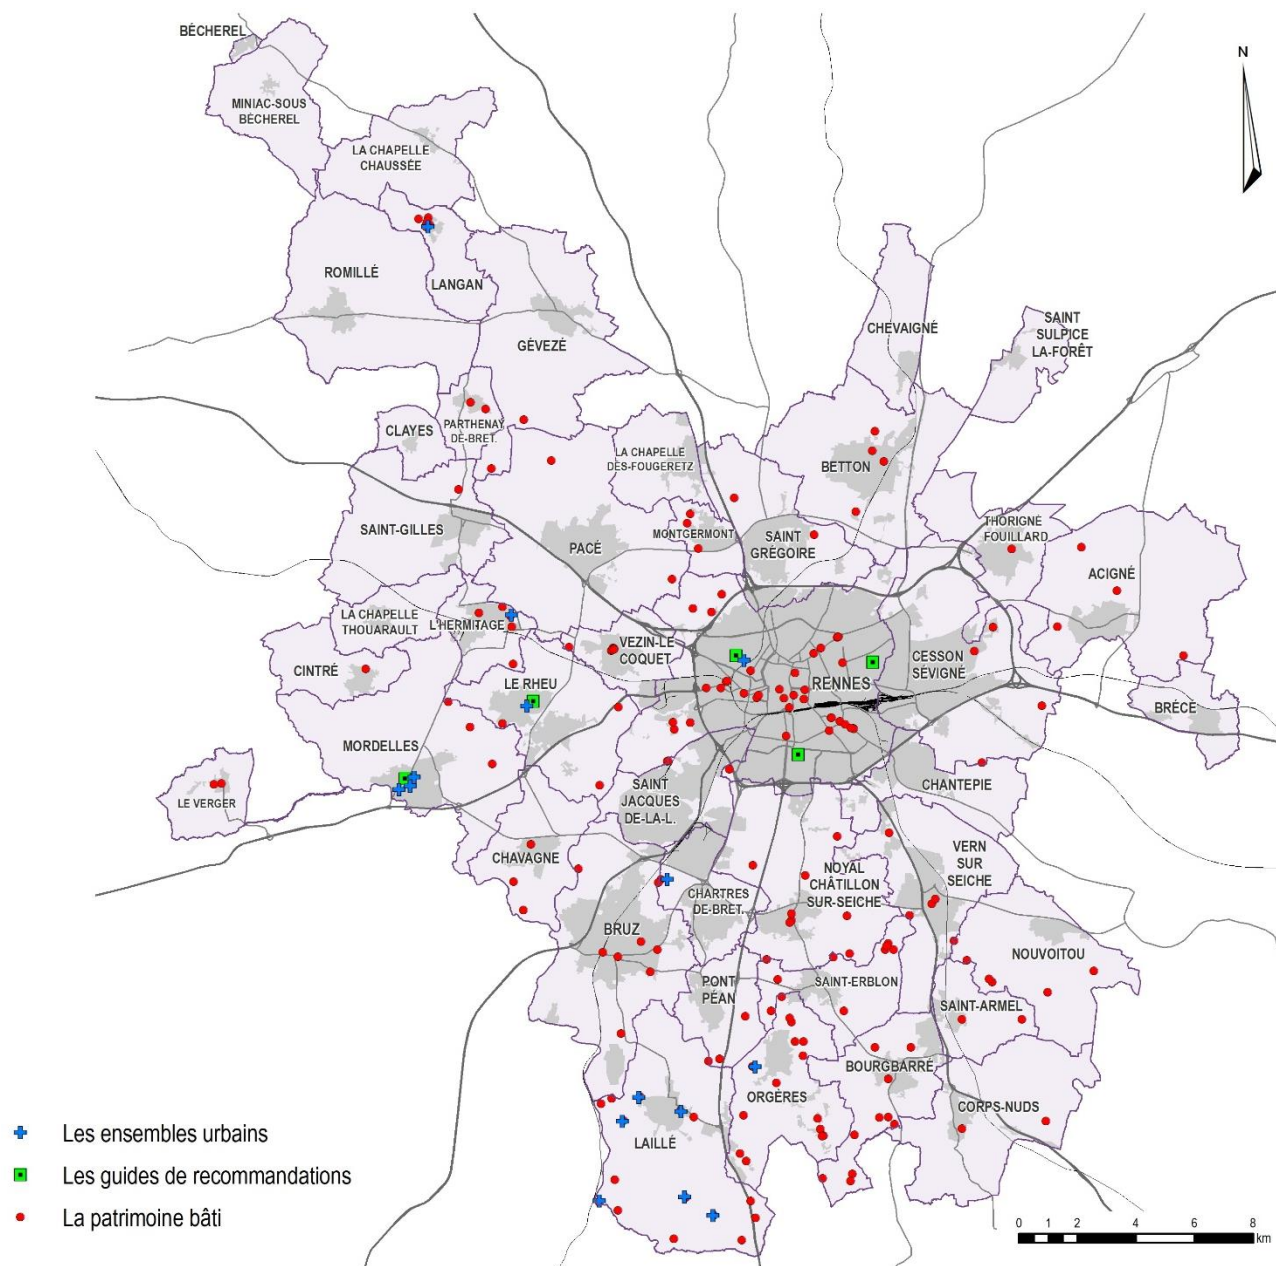 BÉCHEREL
N
MINIAC-SOUS
BÉCHEREL
LA CHAPELLE
CHAUSSÉE
ROMILLÉ
LANGAN
GÉVEZÉ
CHEVAIGNÉ
SAINT
SULPICE
LA-FORÊT
CLAYES
PARTHENAY
DE-BRET.
LA CHAPELLE
DES-FOUGERETZ
BETTON
SAINT-GILLES
PACÉ
MONTGERMONT
SAINT
GRÉGOIRE
THORIGNÉ
FOUILLARD
ACIGNÉ
LA CHAPELLE
THOUARAULT
L'HERMITAGE
VEZIN-LE
COQUET
CINTRÉ
LE RHEU
RENNES
CESSON
SÉVIGNÉ
BRÉCÉ
MORDELLES
LE VERGER
SAINT
JACQUES
DE-LA-L.
CHANTEPIE
CHAVAGNE
NOYAL
CHÂTILLON
SUR-SEICHE
VERN
SUR
SEICHE
CHARTRES
DE-BRET.
BRUZ
NOUVOITOU
PONT
PÉAN
SAINT-ERBLON
SAINT-ARMEL
ORGÈRES
BOURGBARRÉ
CORPS-NUDS
LAILLÉ
Les ensembles urbains
Les guides de recommandations
La patrimoine bâti
0 1 2 4 6 8
km